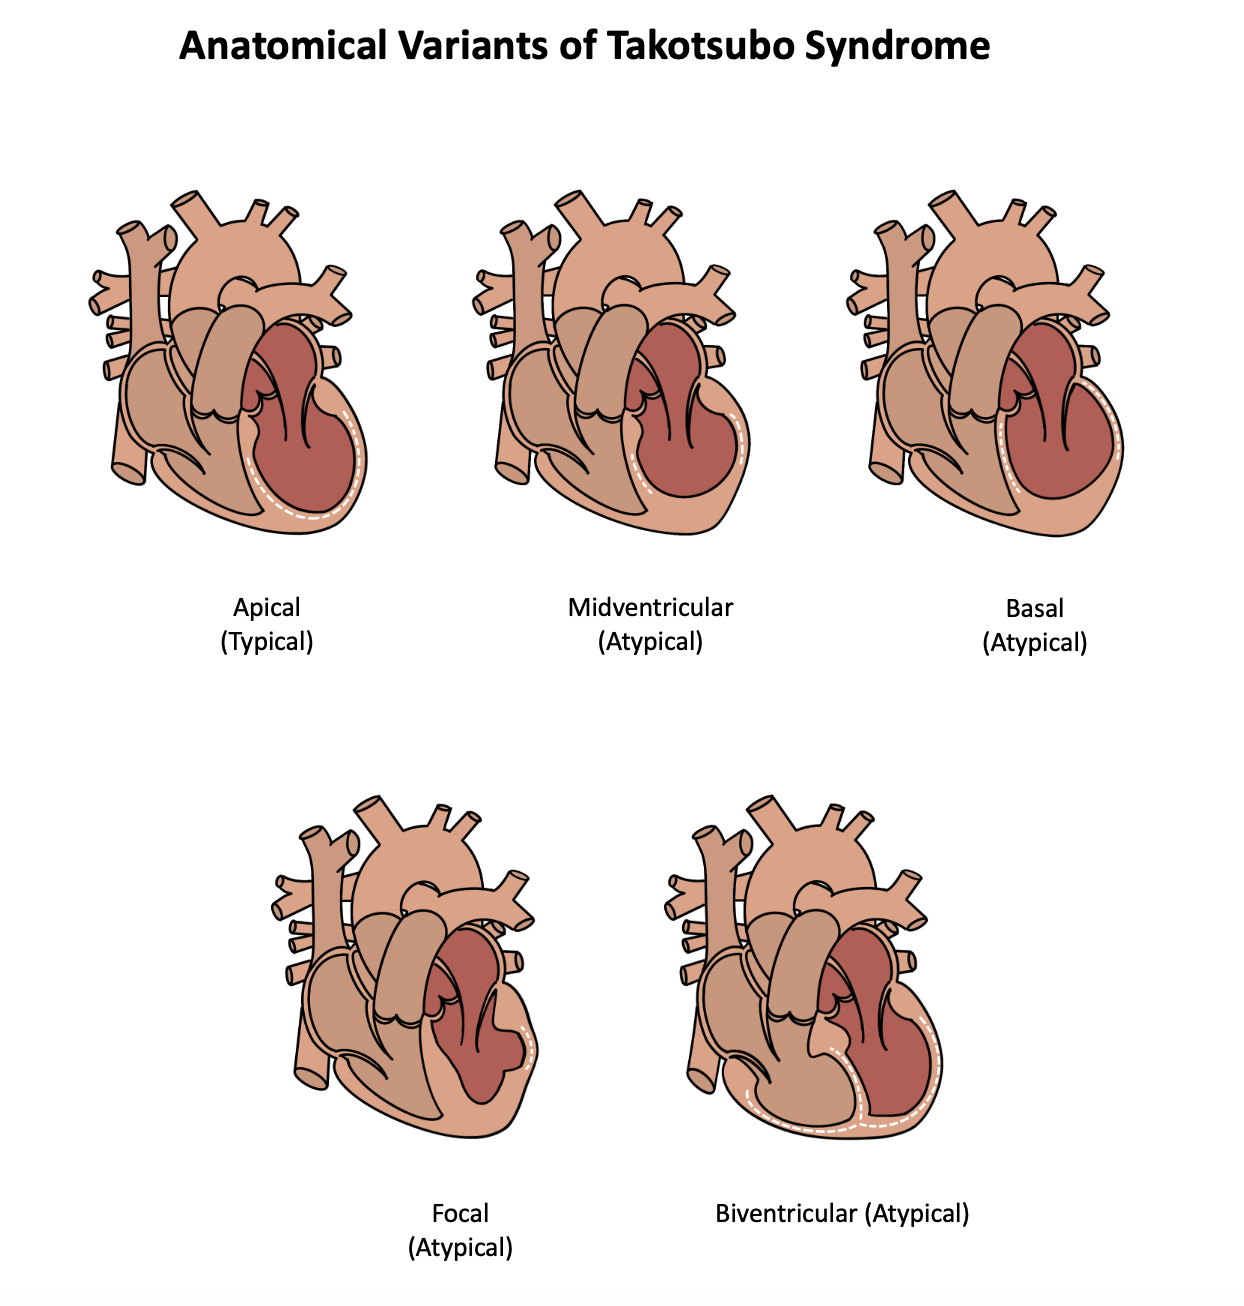 Anatomical Variants of Takotsubo Syndrome
Apical
(Typical)
Midventricular
(Atypical)
Basal
(Atypical)
Focal
(Atypical)
Biventricular (Atypical)